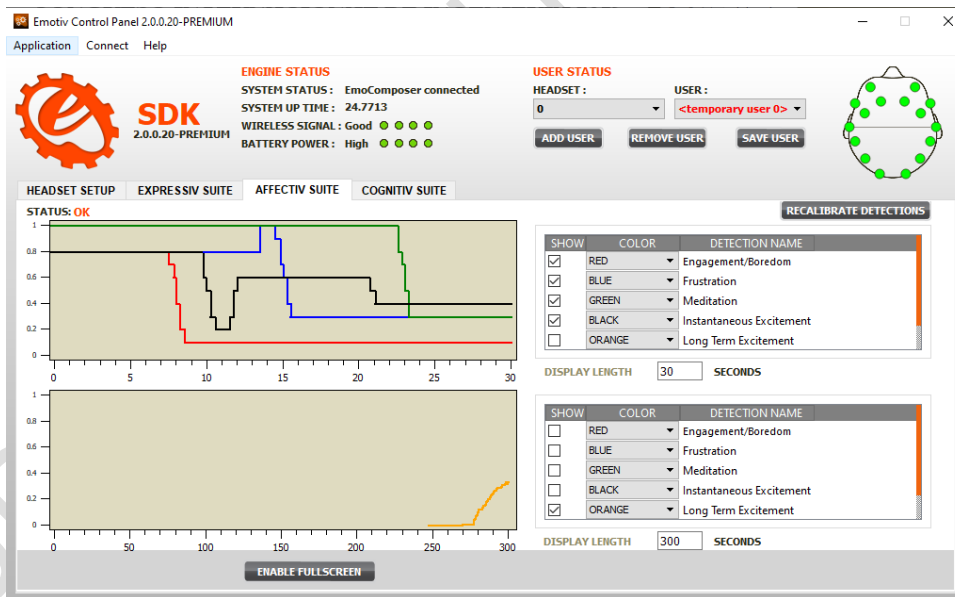 Emotiv Control Panel 2.0.0.20-PREMIUM
Application Connect Help
SDK
2.0.0.20-PREMIUM
ENGINE STATUS
SYSTEM STATUS : EmoComposer connected
SYSTEM UP TIME : 24.7713
WIRELESS SIGNAL : Good
BATTERY POWER : High
USER STATUS
HEADSET : USER :
0 <temporary user 0>
ADD USER REMOVE USER SAVE USER
HEADSET SETUP EXPRESSIV SUITE AFFECTIV SUITE COGNITIV SUITE
STATUS: OK
RECALIBRATE DETECTIONS
1
0.8
0.6
0.4
0.2
0
0 5 10 15 20 25 30
SHOW COLOR DETECTION NAME
RED Engagement/Boredom
BLUE Frustration
GREEN Meditation
BLACK Instantaneous Excitement
ORANGE Long Term Excitement
DISPLAY LENGTH 30 SECONDS
1
0.8
0.6
0.4
0.2
0
0 50 100 150 200 250 300
SHOW COLOR DETECTION NAME
RED Engagement/Boredom
BLUE Frustration
GREEN Meditation
BLACK Instantaneous Excitement
ORANGE Long Term Excitement
DISPLAY LENGTH 300 SECONDS
ENABLE FULLSCREEN